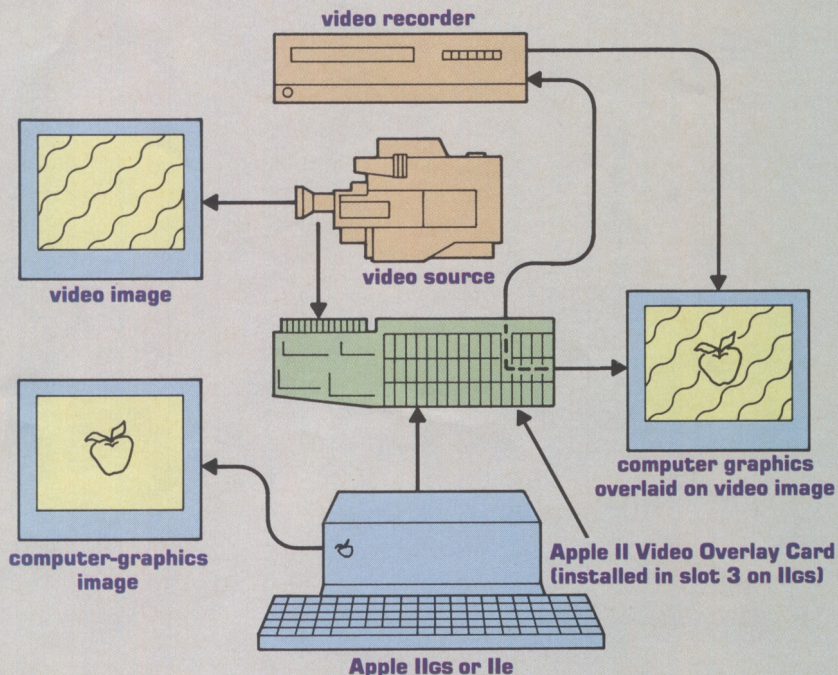 video recorder
video source
video image
computer graphics
overlaid on video image
computer-graphics
image
Apple II Video Overlay Card
(installed in slot 3 on IIGS)
Apple IIGS or IIe